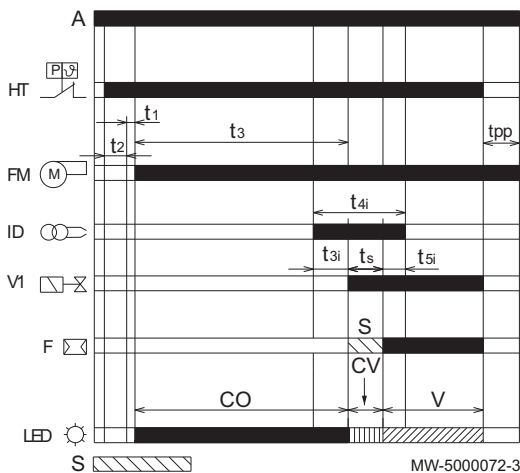 A
P ϑ
HT
t1
t2
t3
tpp
FM M
t4i
ID
t3i ts t5i
V1
S
F
CV
CO V
LED
S
MW-5000072-3